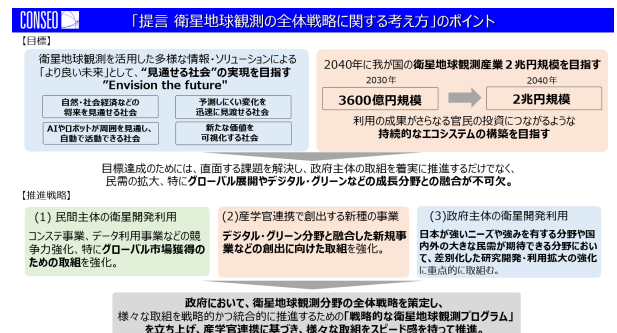 CONSEO
「提言 衛星地球観測の全体戦略に関する考え方」のポイント
【目標】
衛星地球観測を活用した多様な情報・ソリューションによる
「より良い未来」として、“見通せる社会”の実現を目指す
”Envision the future"
自然・社会経済などの
将来を見通せる社会
予測しにくい変化を
迅速に見渡せる社会
AIやロボットが周囲を見通し、
自動で活動できる社会
新たな価値を
可視化する社会
2040年に我が国の衛星地球観測産業２兆円規模を目指す
2030年
2040年
3600億円規模
2兆円規模
利用の成果がさらなる官民の投資につながるような
持続的なエコシステムの構築を目指す
目標達成のためには、直面する課題を解決し、政府主体の取組を着実に推進するだけでなく、
民需の拡大、特にグローバル展開やデジタル・グリーンなどの成長分野との融合が不可欠。
【推進戦略】
(1) 民間主体の衛星開発利用
コンステ事業、データ利用事業などの競
争力強化、特にグローバル市場獲得の
ための取組を強化。
(2)産学官連携で創出する新種の事業
デジタル・グリーン分野と融合した新規事
業などの創出に向けた取組を強化。
(3)政府主体の衛星開発利用
日本が強いニーズや強みを有する分野や国
内外の大きな民需が期待できる分野におい
て、差別化した研究開発・利用拡大の強化
に重点的に取組む。
政府において、衛星地球観測分野の全体戦略を策定し、
様々な取組を戦略的かつ統合的に推進するための「戦略的な衛星地球観測プログラム」
を立ち上げ、産学官連携に基づき、様々な取組をスピード感を持って推進。